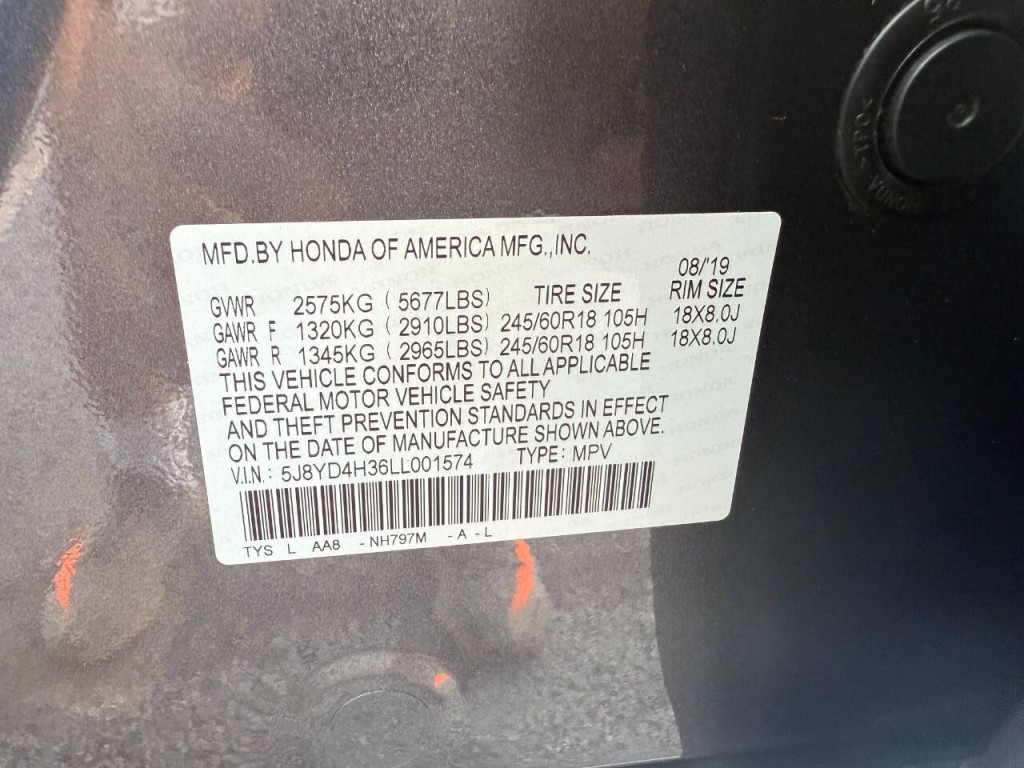 MFD.BY HONDA OF AMERICA MFG.,INC.
08/'19
GVWR 2575KG ( 5677LBS) TIRE SIZE RIM SIZE
GAWR F 1320KG ( 2910LBS) 245/60R18 105H 18X8.0J
GAWR R 1345KG ( 2965LBS) 245/60R18 105H 18X8.0J
THIS VEHICLE CONFORMS TO ALL APPLICABLE
FEDERAL MOTOR VEHICLE SAFETY
AND THEFT PREVENTION STANDARDS IN EFFECT
ON THE DATE OF MANUFACTURE SHOWN ABOVE.
V.I.N.: 5J8YD4H36LL001574 TYPE: MPV
TYS L AA8 - NH797M - A - L
>TPO<